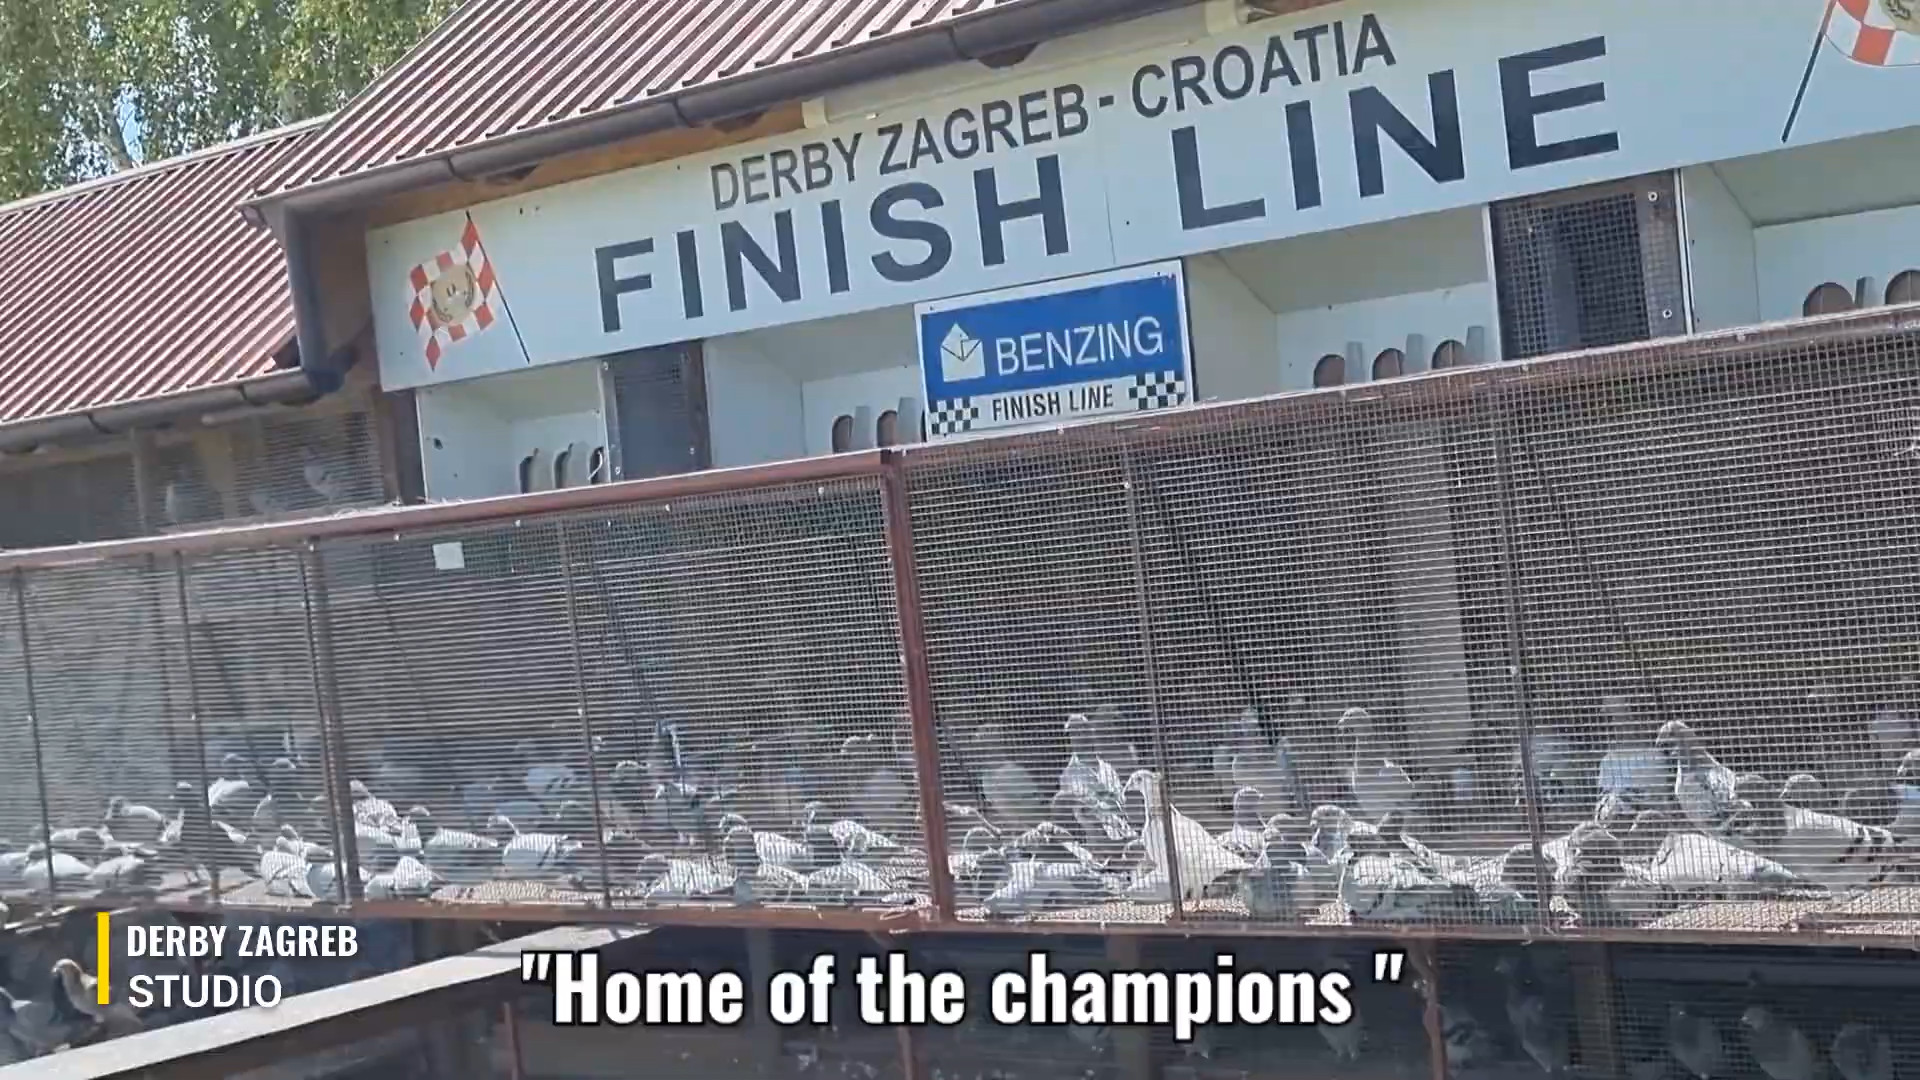 DERBY ZAGREB - CROATIA
FINISH LINE
BENZING
FINISH LINE
DERBY ZAGREB
STUDIO
"Home of the champions "